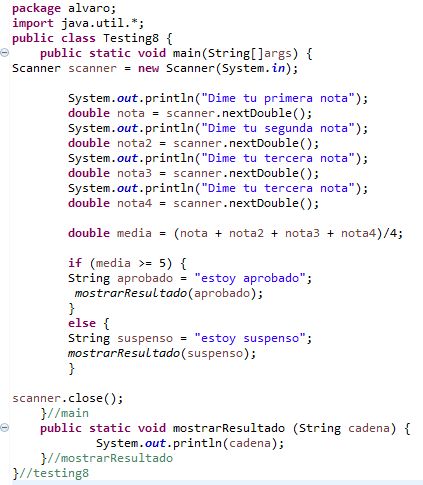 package alvaro;
import java.util.*;
public class Testing8 {
    public static void main(String[]args) {
Scanner scanner = new Scanner(System.in);
        System.out.println("Dime tu primera nota");
        double nota = scanner.nextDouble();
        System.out.println("Dime tu segunda nota");
        double nota2 = scanner.nextDouble();
        System.out.println("Dime tu tercera nota");
        double nota3 = scanner.nextDouble();
        System.out.println("Dime tu tercera nota");
        double nota4 = scanner.nextDouble();
        double media = (nota + nota2 + nota3 + nota4)/4;
        if (media >= 5) {
        String aprobado = "estoy aprobado";
         mostrarResultado(aprobado);
        }
        else {
        String suspenso = "estoy suspenso";
        mostrarResultado(suspenso);
        }
scanner.close();
    }//main
    public static void mostrarResultado (String cadena) {
            System.out.println(cadena);
    }//mostrarResultado
}//testing8